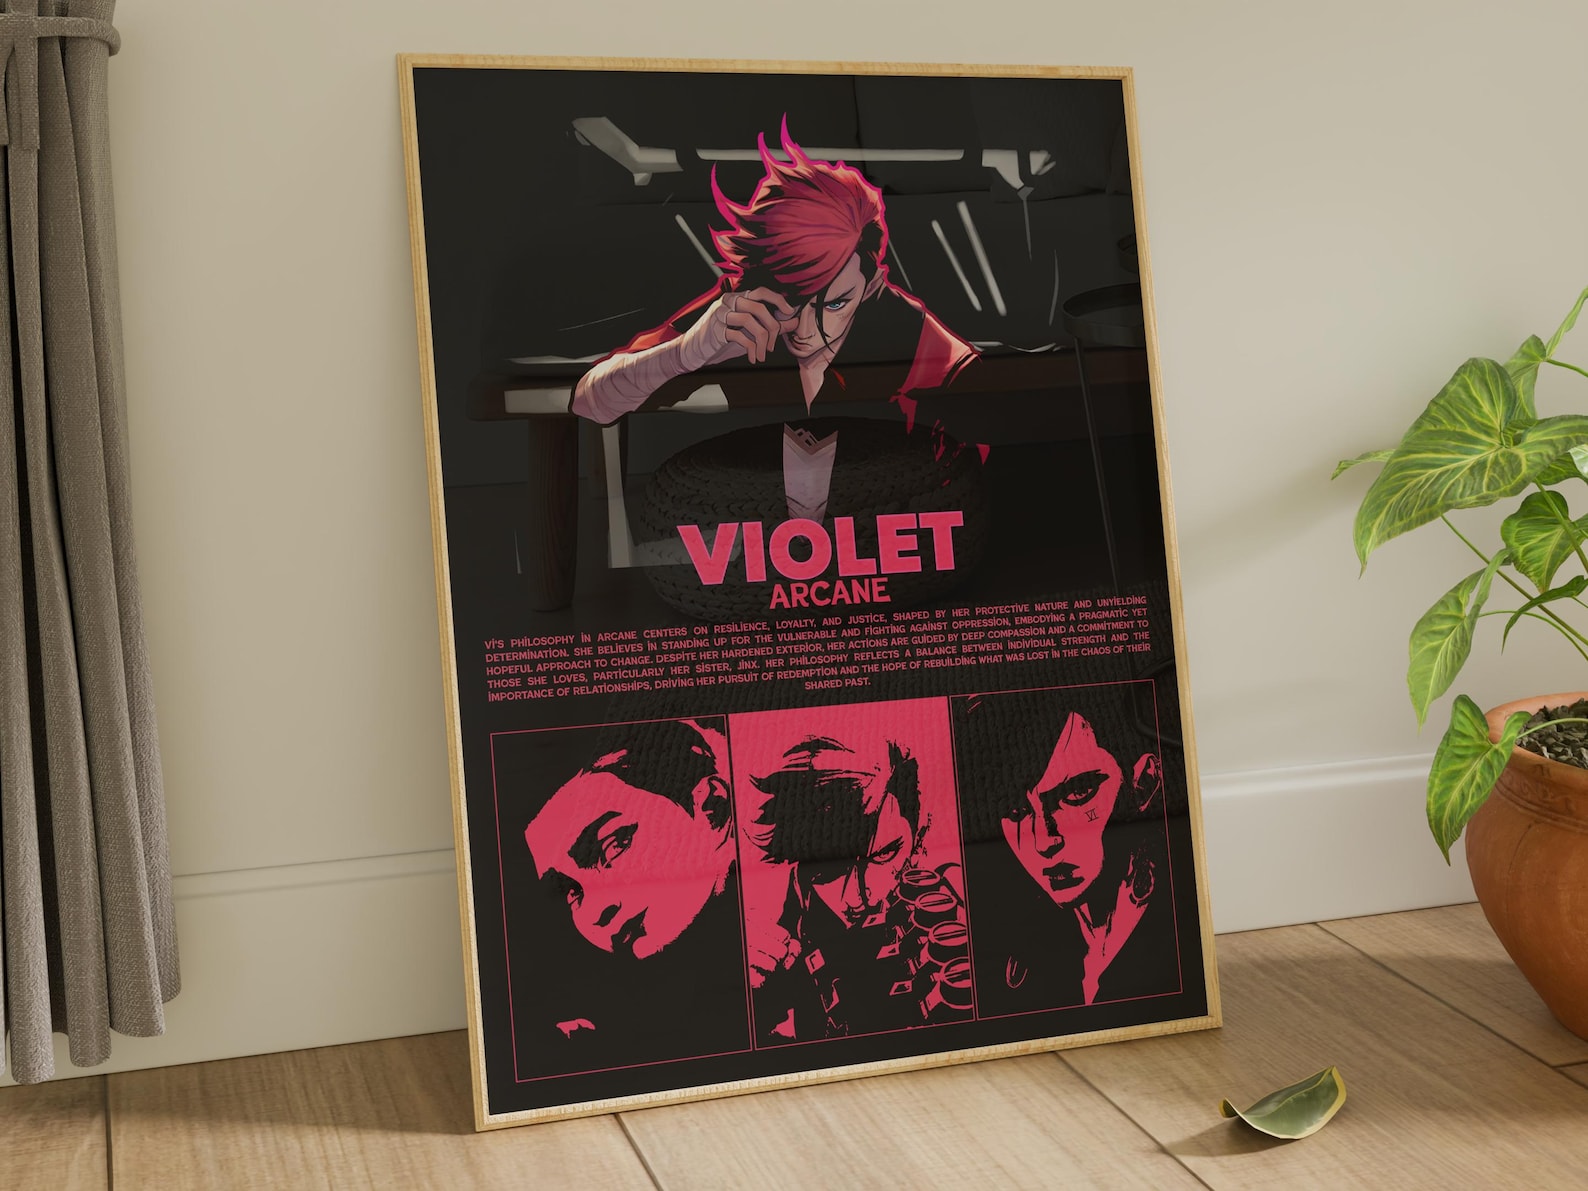 VIOLET
ARCANE
Vi'S PHILOSOPHY iN ARCANE CENTERS ON RESiLiENCE, LOYALTY, AND JUSTiCE, SHAPED BY HER PROTECTiVE NATURE AND UNYiELDiNG
DETERMiNATiON. SHE BELiEVES iN STANDiNG UP FOR THE VULNERABLE AND FiGHTiNG AGAiNST OPPRESSiON, EMBODYiNG A PRAGMATiC YET
HOPEFUL APPROACH TO CHANGE. DESPiTE HER HARDENED EXTERiOR, HER ACTiONS ARE GUiDED BY DEEP COMPASSiON AND A COMMiTMENT TO
THOSE SHE LOVES, PARTiCULARLY HER SiSTER, JiNX. HER PHiLOSOPHY REFLECTS A BALANCE BETWEEN iNDiViDUAL STRENGTH AND THE
iMPORTANCE OF RELATiONSHiPS, DRiViNG HER PURSUiT OF REDEMPTiON AND THE HOPE OF REBUiLDiNG WHAT WAS LOST iN THE CHAOS OF THEiR
SHARED PAST.
VI